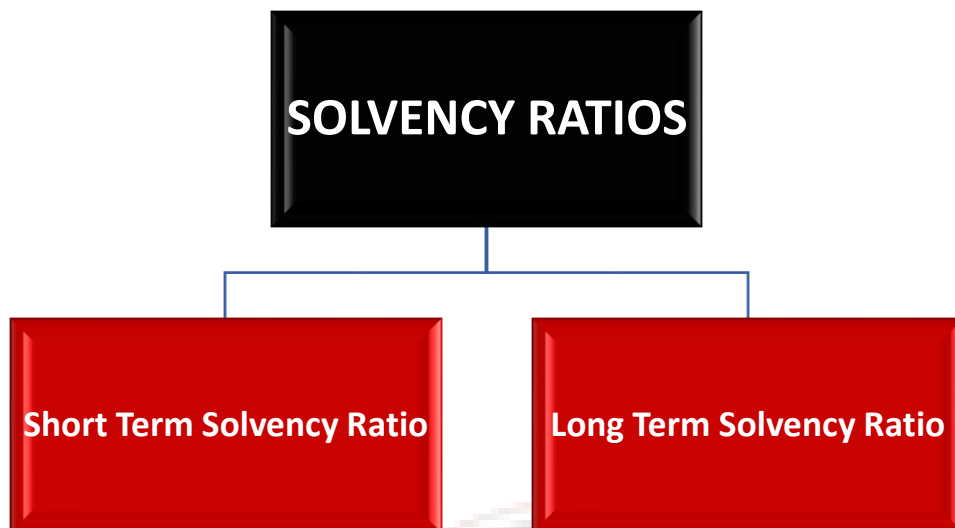 SOLVENCY RATIOS
Short Term Solvency Ratio
Long Term Solvency Ratio